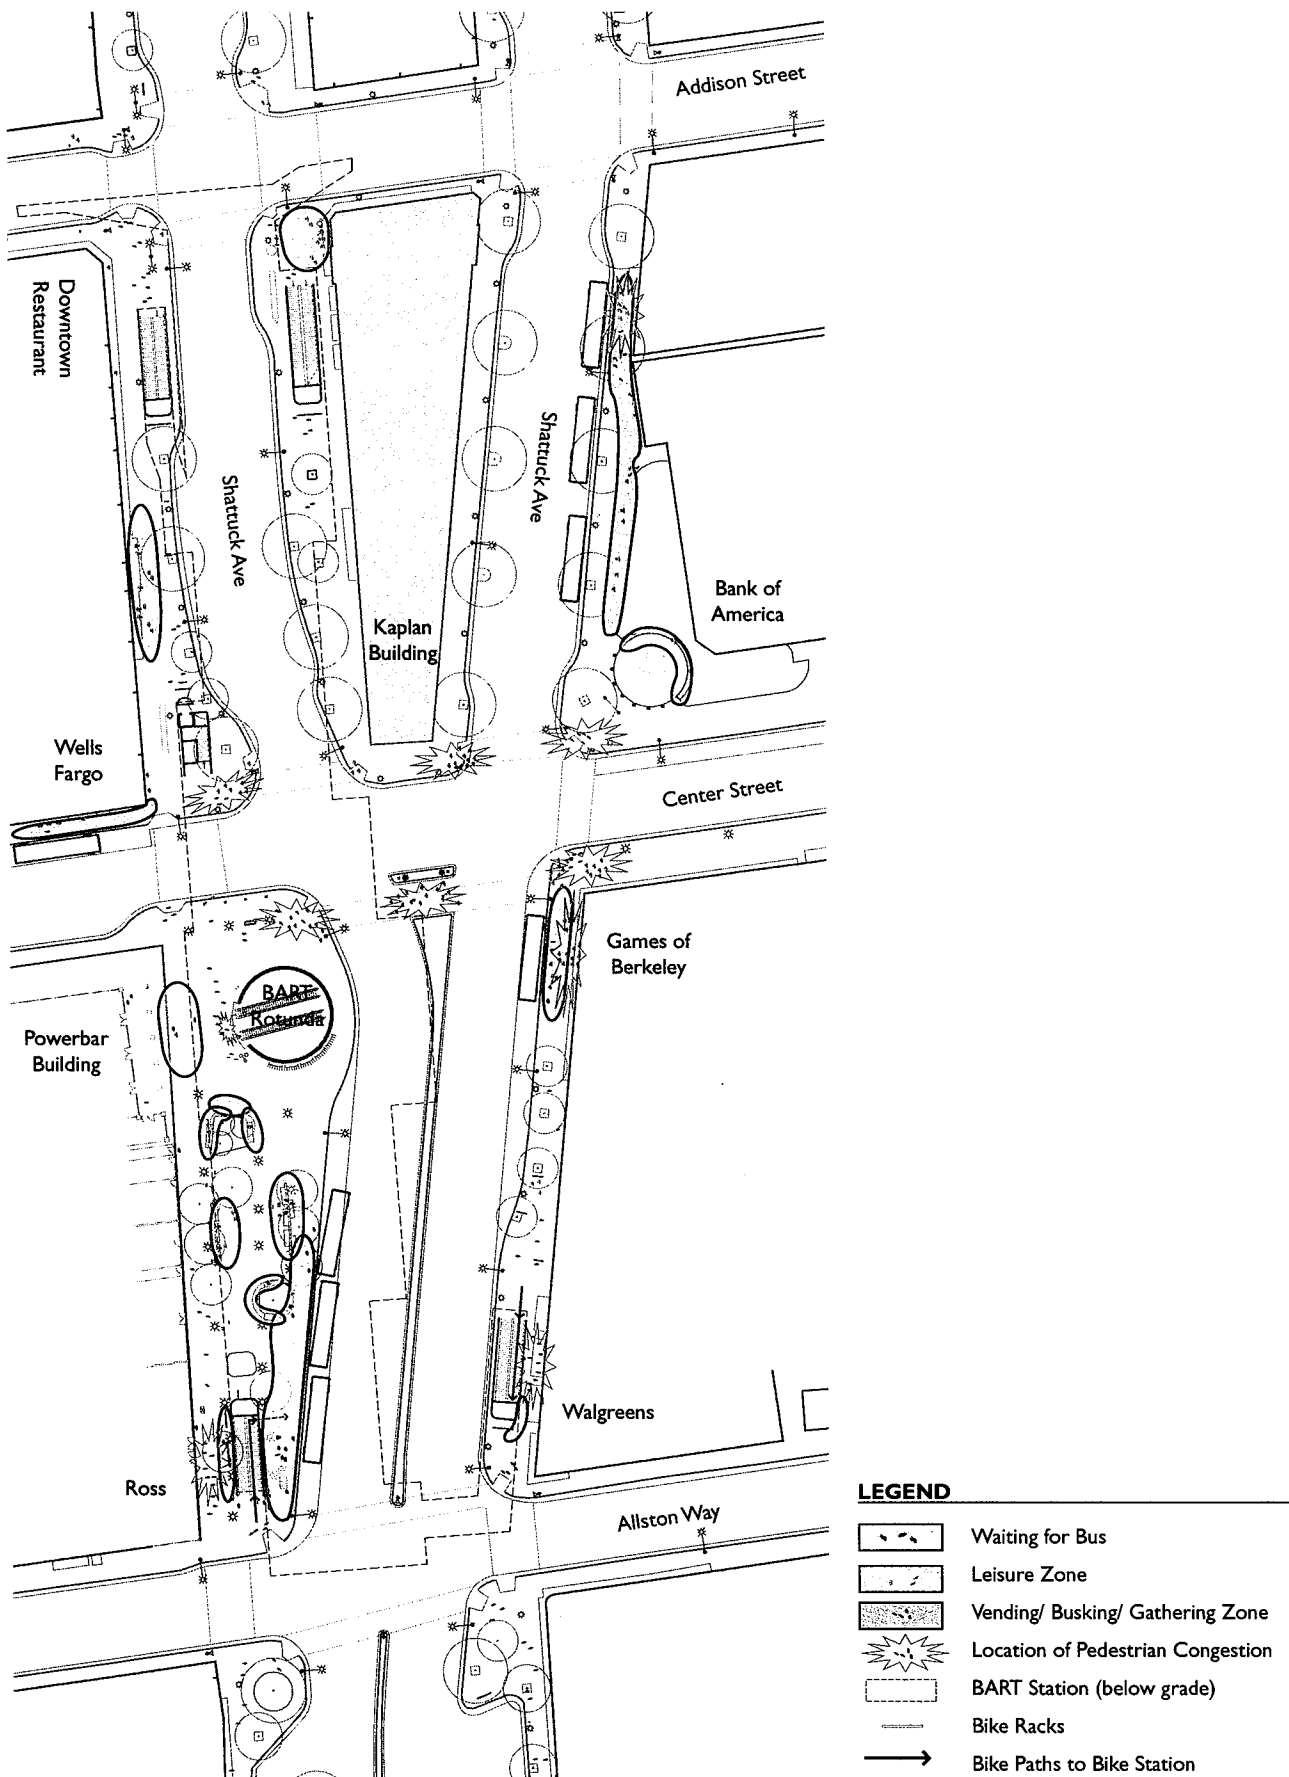 Addison Street
Downtown
Restaurant
Shattuck Ave
Shattuck Ave
Kaplan
Building
Bank of
America
Wells
Fargo
Center Street
Games of
Berkeley
BART
Rotunda
Powerbar
Building
Walgreens
Ross
Allston Way
LEGEND
Waiting for Bus
Leisure Zone
Vending/ Busking/ Gathering Zone
Location of Pedestrian Congestion
BART Station (below grade)
Bike Racks
Bike Paths to Bike Station